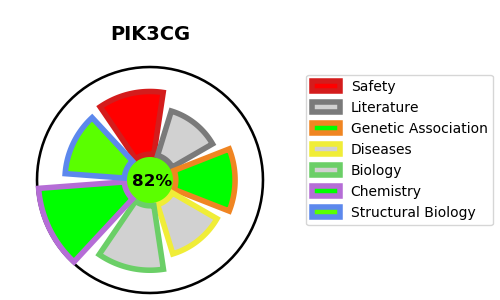 PIK3CG
82%
Safety
Literature
Genetic Association
Diseases
Biology
Chemistry
Structural Biology